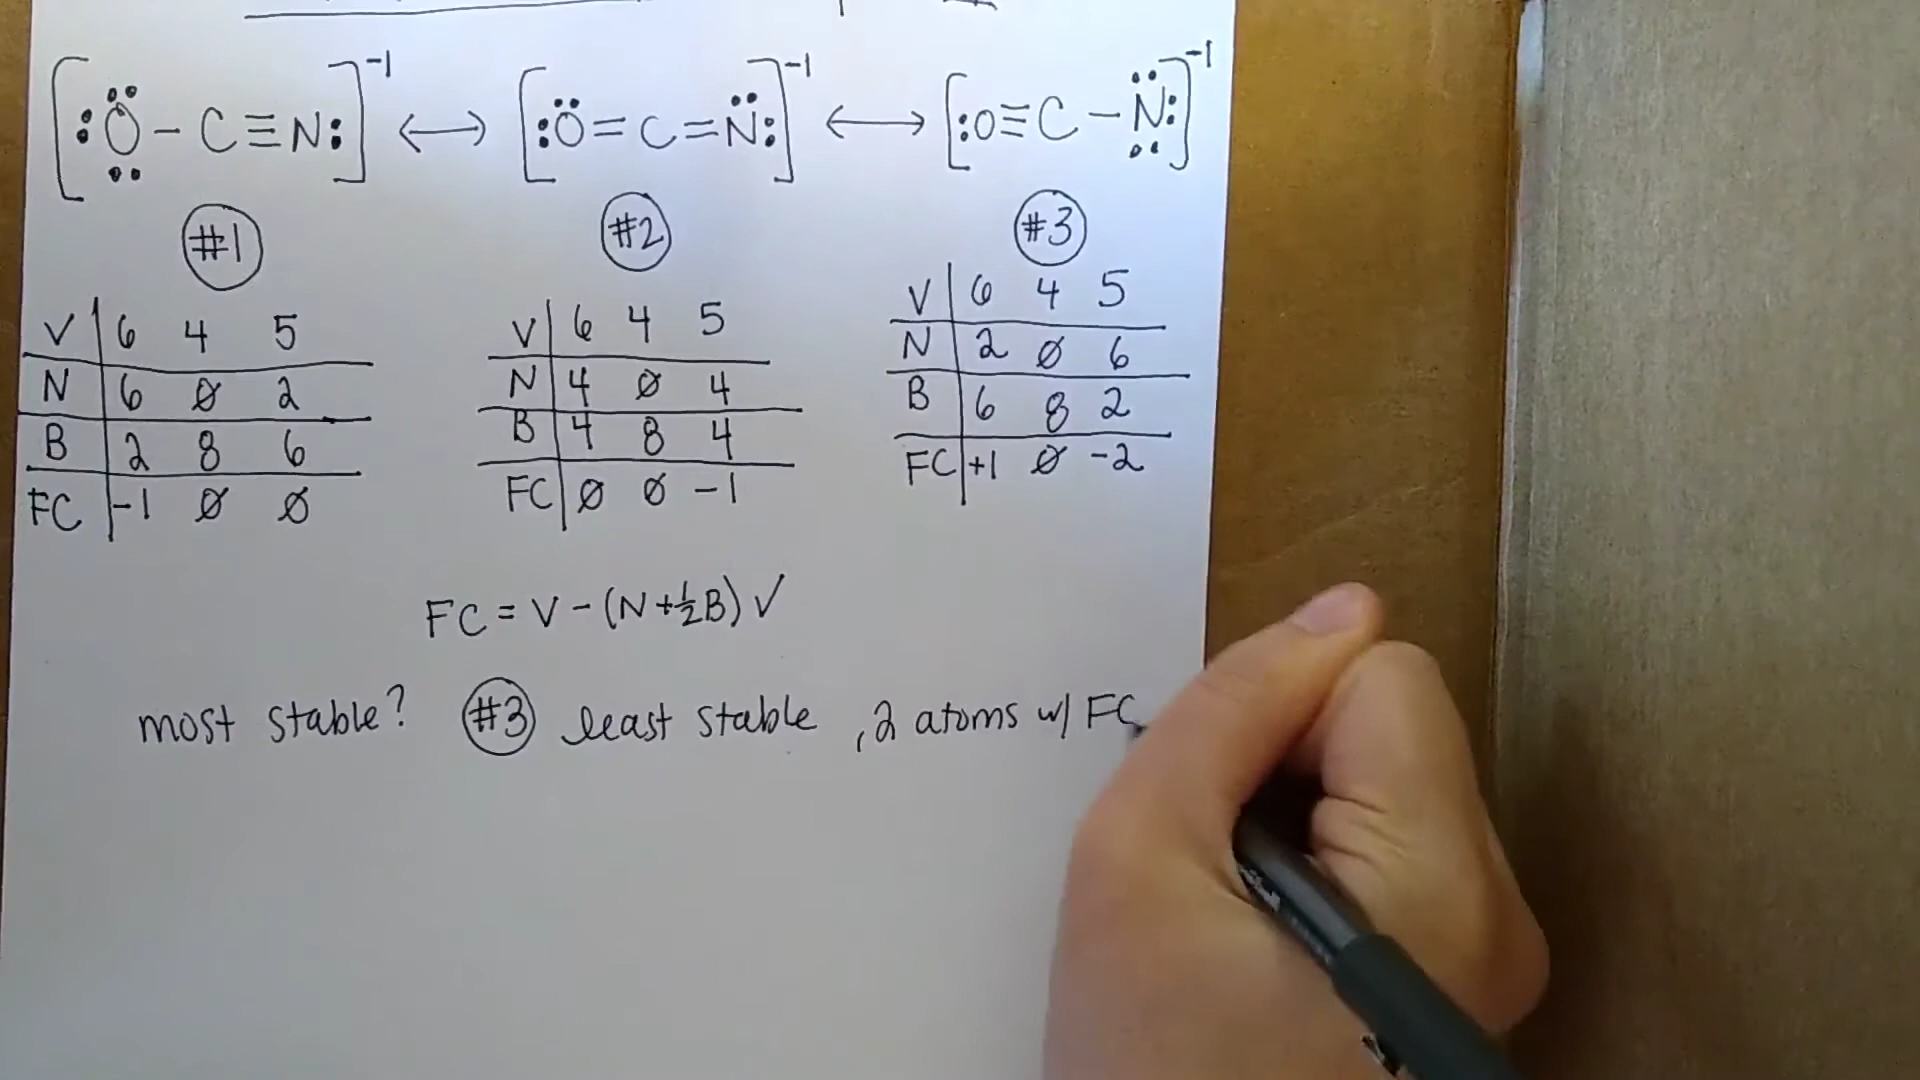 [:Ö-C≡N:]⁻¹ ↔ [:Ö=C=N̈:]⁻¹ ↔ [:O≡C-N̈:]⁻¹
#1 #2 #3
V 6 4 5
N 6 Ø 2
B 2 8 6
FC -1 Ø Ø
V 6 4 5
N 4 Ø 4
B 4 8 4
FC Ø Ø -1
V 6 4 5
N 2 Ø 6
B 6 8 2
FC +1 Ø -2
FC = V - (N+½B) ✓
most stable? #3 least stable, 2 atoms w/ FC